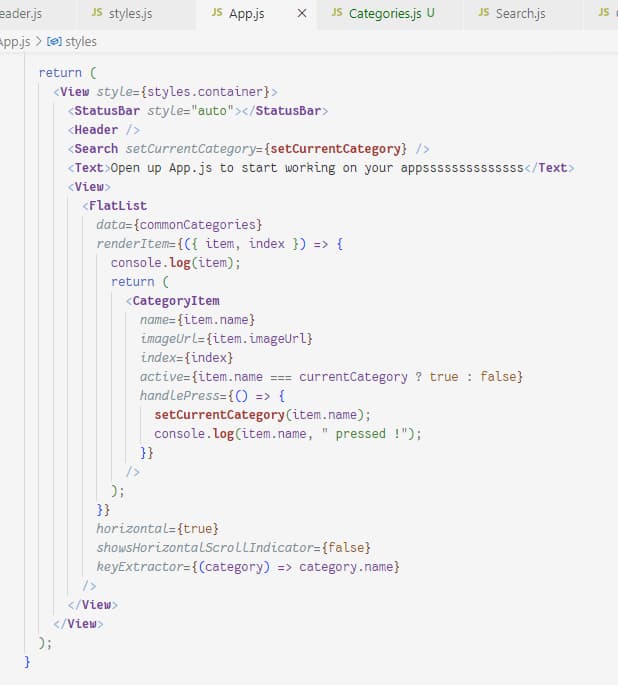 eader.js JS styles.js JS App.js × JS Categories.js U JS Search.js JS
App.js > styles
return (
<View style={styles.container}>
<StatusBar style="auto"></StatusBar>
<Header />
<Search setCurrentCategory={setCurrentCategory} />
<Text>Open up App.js to start working on your appssssssssssssss</Text>
<View>
<FlatList
data={commonCategories}
renderItem={({ item, index }) => {
console.log(item);
return (
<CategoryItem
name={item.name}
imageUrl={item.imageUrl}
index={index}
active={item.name === currentCategory ? true : false}
handlePress={() => {
setCurrentCategory(item.name);
console.log(item.name, " pressed !");
}}
/>
);
}}
horizontal={true}
showsHorizontalScrollIndicator={false}
keyExtractor={(category) => category.name}
/>
</View>
</View>
);
}